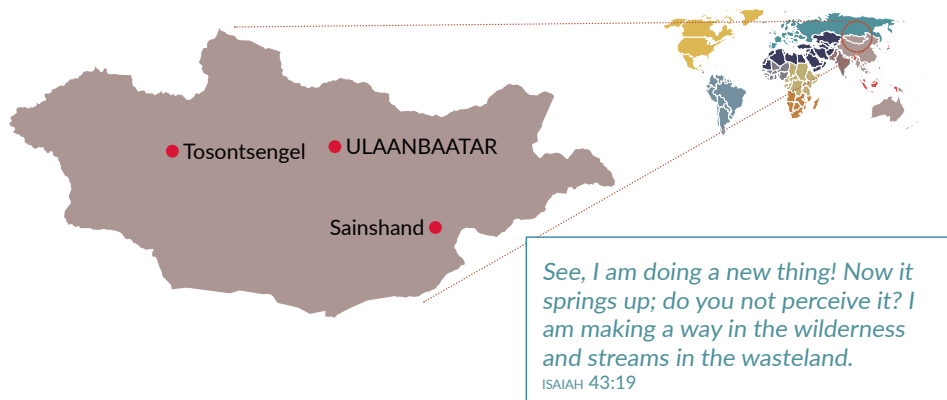 Tosontsengel
ULAANBAATAR
Sainshand
See, I am doing a new thing! Now it
springs up; do you not perceive it? I
am making a way in the wilderness
and streams in the wasteland.
ISAIAH 43:19